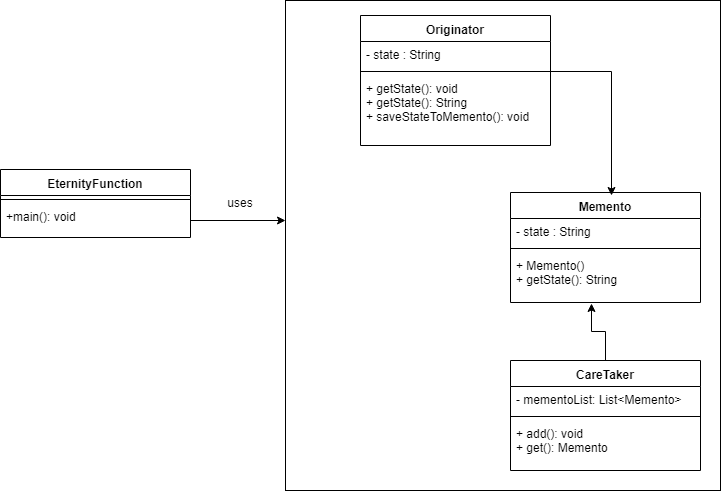 Originator
- state : String
+ getState(): void
+ getState(): String
+ saveStateToMemento(): void
EternityFunction
+main(): void
uses
Memento
- state : String
+ Memento()
+ getState(): String
CareTaker
- mementoList: List<Memento>
+ add(): void
+ get(): Memento